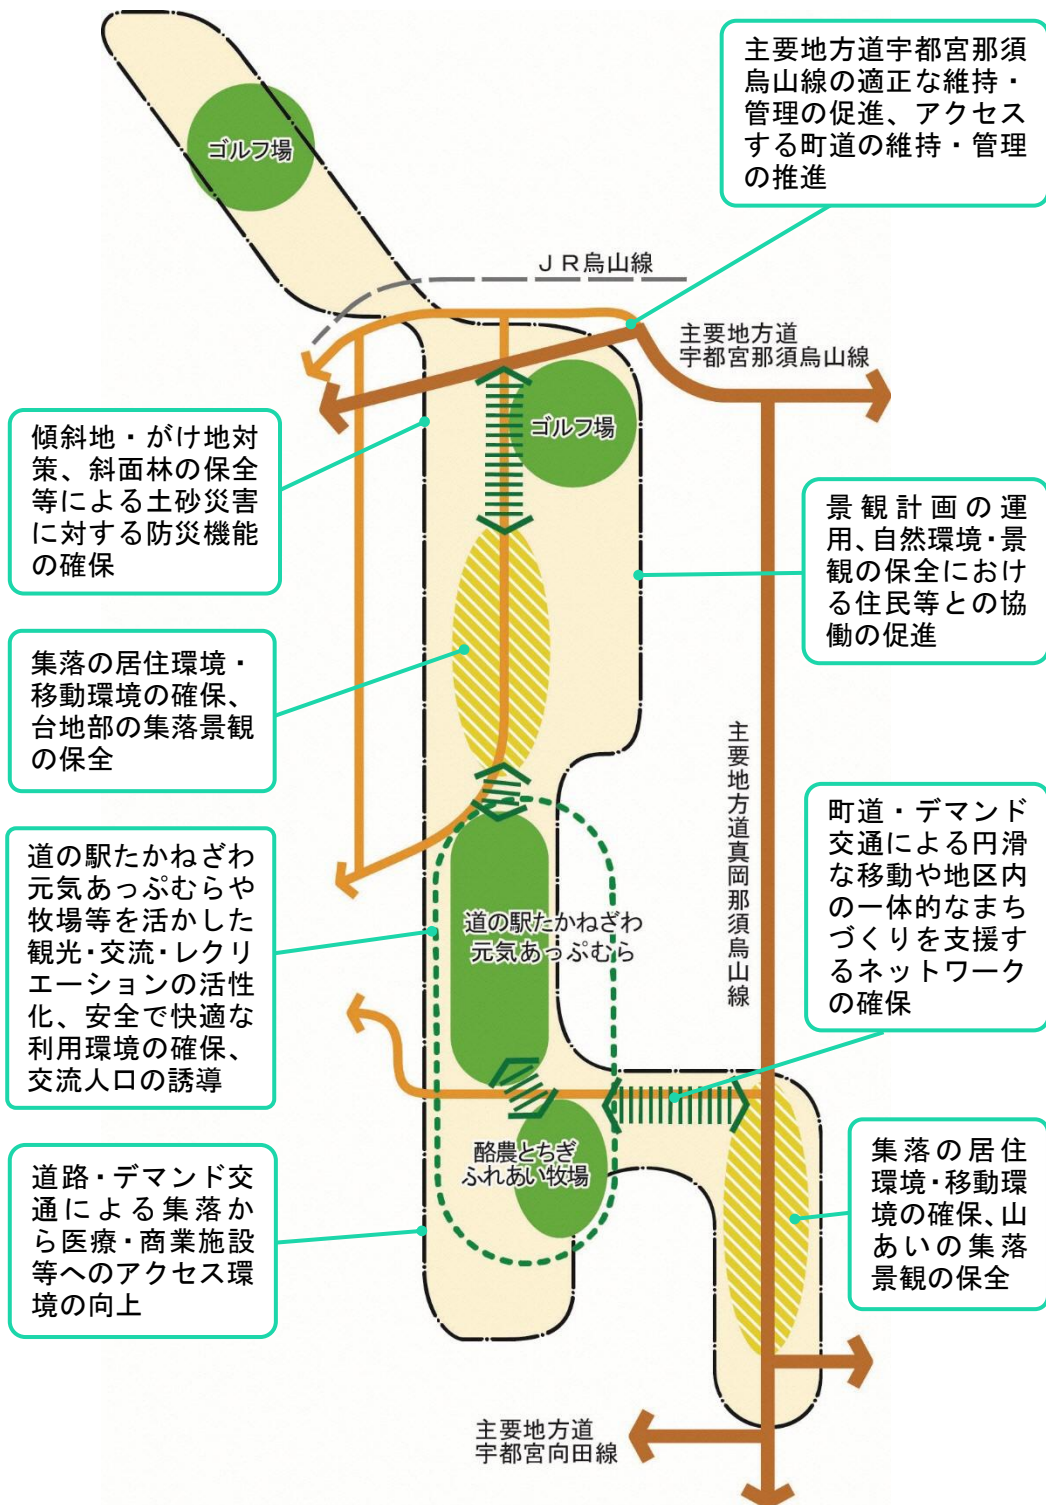 主要地方道宇都宮那須
烏山線の適正な維持・
管理の促進、アクセス
する町道の維持・管理
の推進
ゴルフ場
ＪＲ烏山線
主要地方道
宇都宮那須烏山線
ゴルフ場
傾斜地・がけ地対
策、斜面林の保全
等による土砂災害
に対する防災機能
の確保
景観計画の運
用、自然環境・景
観の保全における
住民等との協
働の促進
集落の居住環境・
移動環境の確保、
台地部の集落景観
の保全
主要地方道真岡那須烏山線
町道・デマンド
交通による円滑
な移動や地区内
の一体的なまち
づくりを支援す
るネットワーク
の確保
道の駅たかねざわ
元気あっぷむらや
牧場等を活かした
観光・交流・レクリ
エーションの活性
化、安全で快適な
利用環境の確保、
交流人口の誘導
道の駅たかねざわ
元気あっぷむら
酪農とちぎ
ふれあい牧場
道路・デマンド交
通による集落か
ら医療・商業施設
等へのアクセス環
境の向上
集落の居住
環境・移動環
境の確保、山
あいの集落
景観の保全
主要地方道
宇都宮向田線